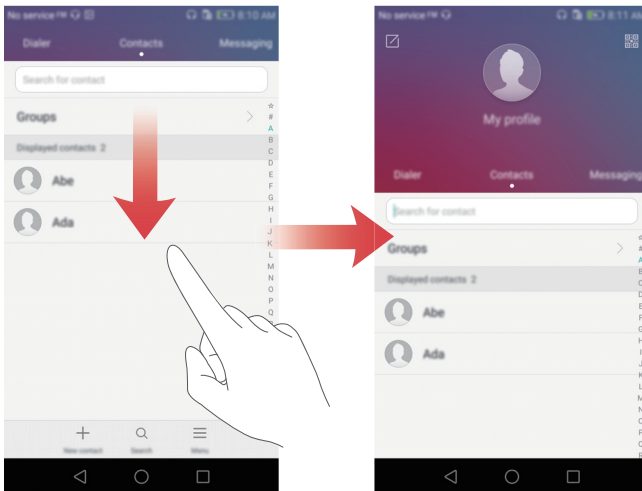 No service FM 8:10 AM
Dialer Contacts Messaging
Search for contact
Groups
Displayed contacts 2
Abe
Ada
☆
#
A
B
C
D
E
F
G
H
I
J
K
L
M
N
O
P
Q
New contact Search Menu
No service FM 8:11 AM
My profile
Dialer Contacts Messaging
Search for contact
Groups
Displayed contacts 2
Abe
Ada
☆
#
A
B
C
D
E
F
G
H
I
J
K
L
M
N
O
P
Q
R